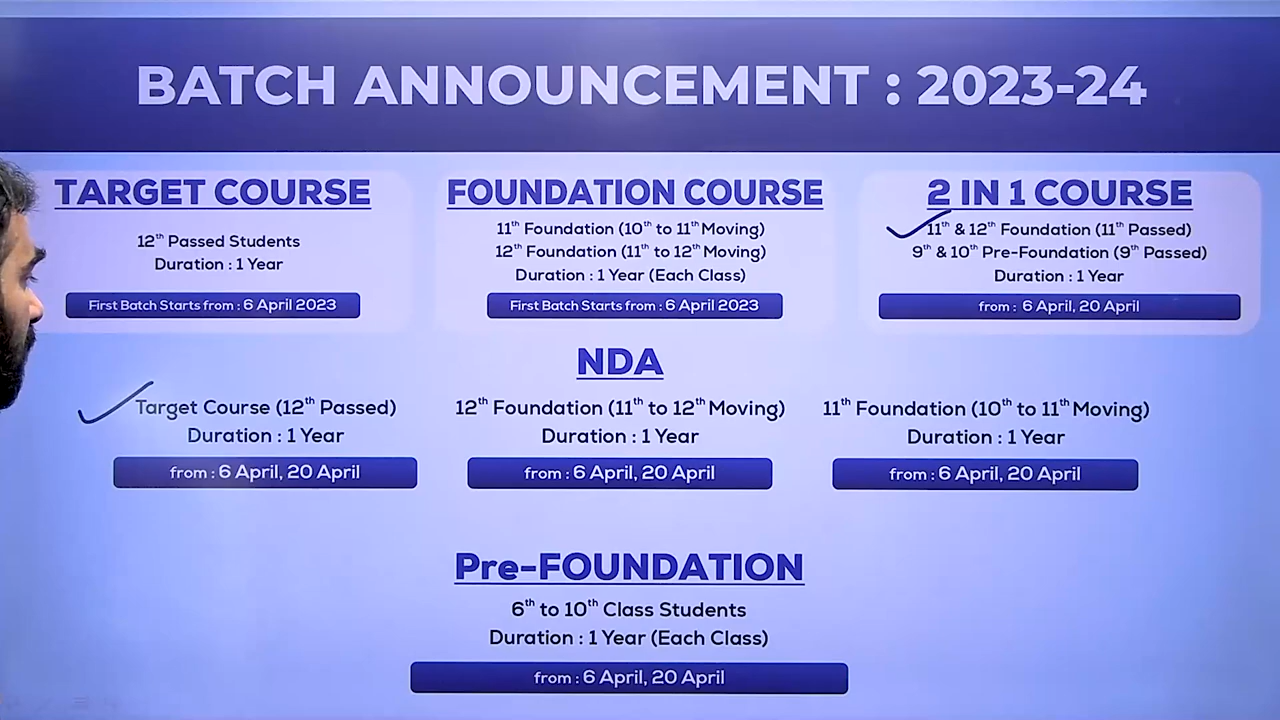 BATCH ANNOUNCEMENT : 2023-24
TARGET COURSE
12th Passed Students
Duration : 1 Year
First Batch Starts from : 6 April 2023
FOUNDATION COURSE
11th Foundation (10th to 11th Moving)
12th Foundation (11th to 12th Moving)
Duration : 1 Year (Each Class)
First Batch Starts from : 6 April 2023
2 IN 1 COURSE
11th & 12th Foundation (11th Passed)
9th & 10th Pre-Foundation (9th Passed)
Duration : 1 Year
from : 6 April, 20 April
NDA
Target Course (12th Passed)
Duration : 1 Year
from : 6 April, 20 April
12th Foundation (11th to 12th Moving)
Duration : 1 Year
from : 6 April, 20 April
11th Foundation (10th to 11th Moving)
Duration : 1 Year
from : 6 April, 20 April
Pre-FOUNDATION
6th to 10th Class Students
Duration : 1 Year (Each Class)
from : 6 April, 20 April